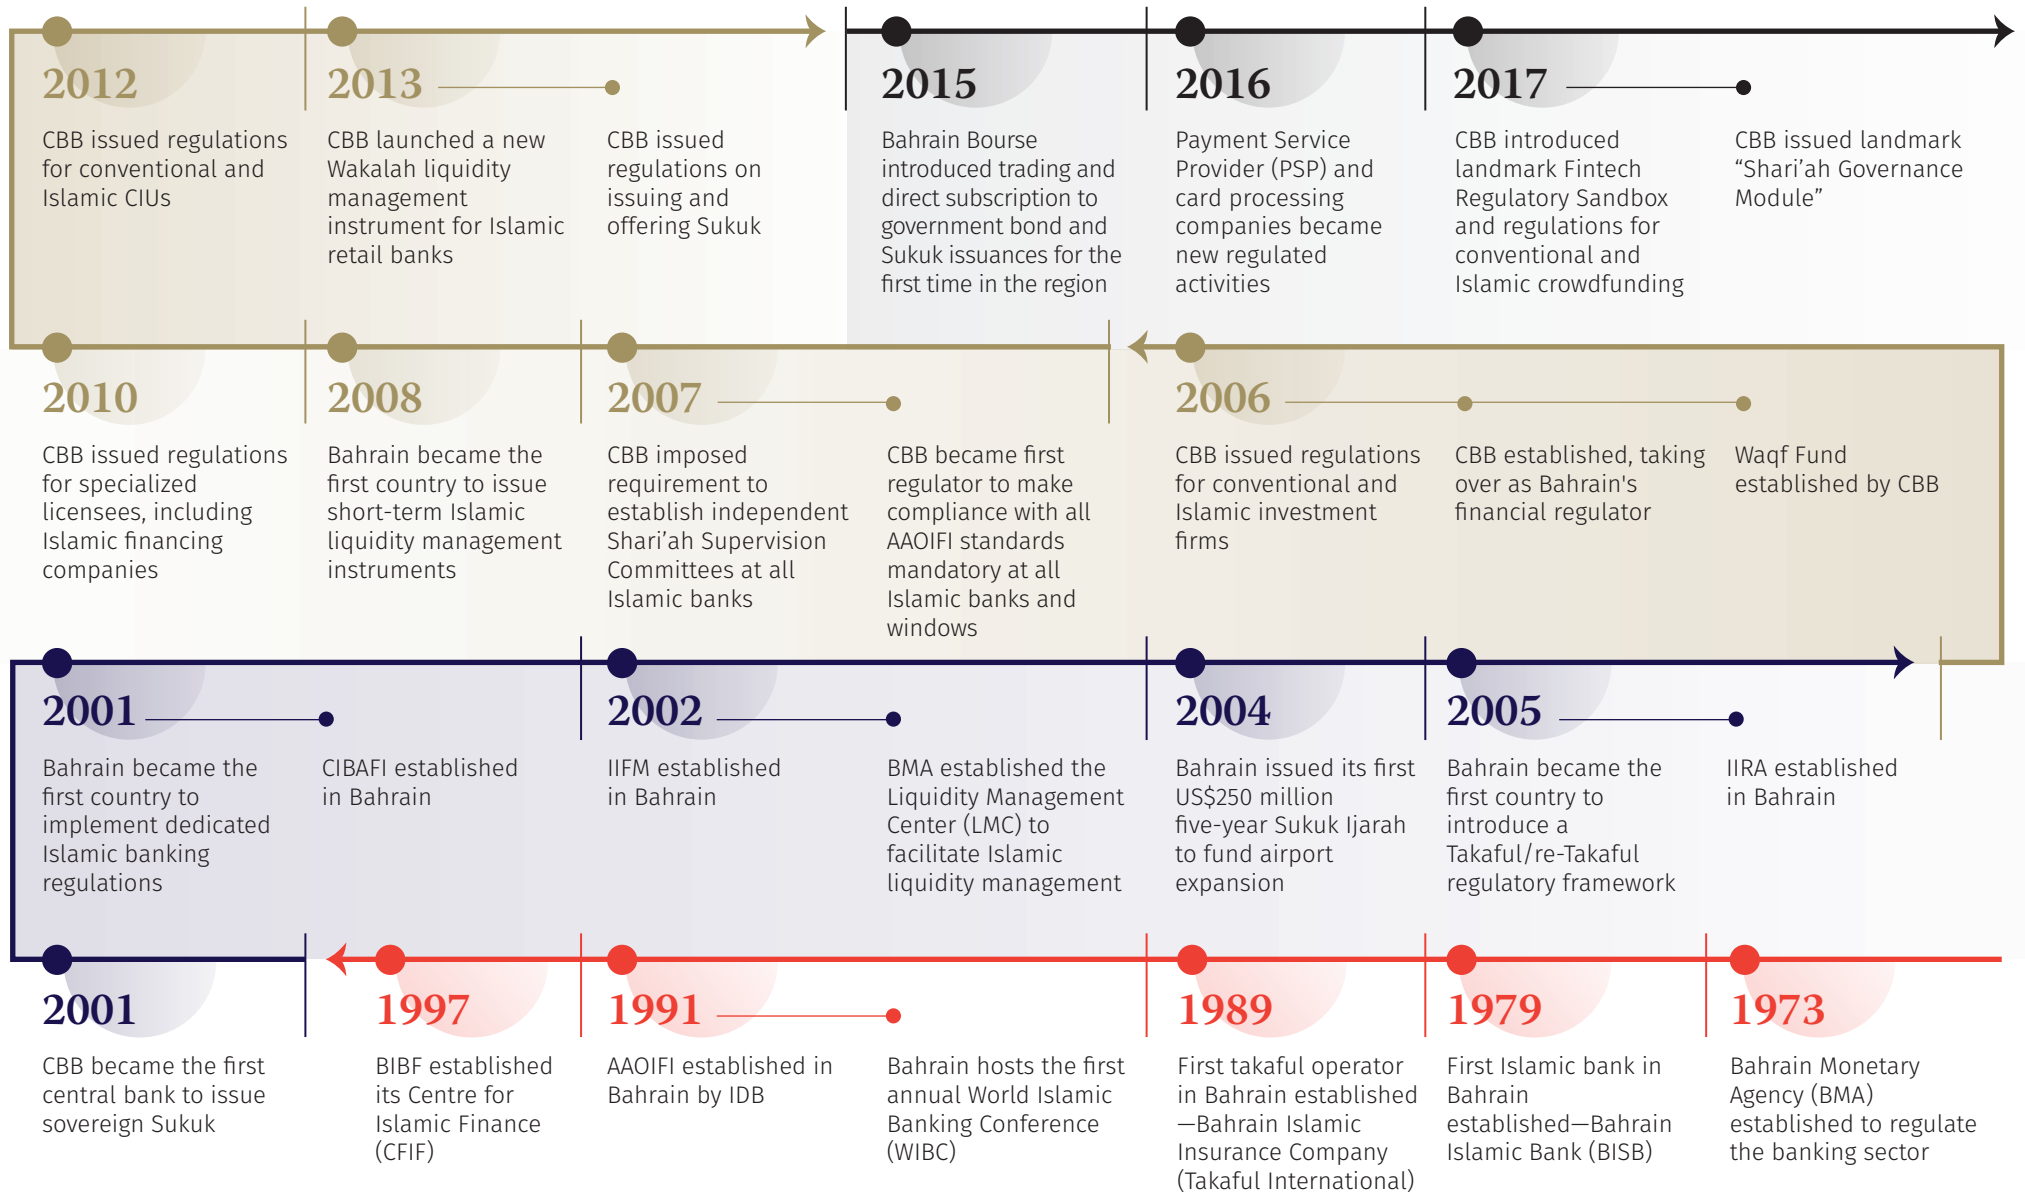 2012
CBB issued regulations
for conventional and
Islamic CIUs
2013
CBB launched a new
Wakalah liquidity
management
instrument for Islamic
retail banks
CBB issued
regulations on
issuing and
offering Sukuk
2015
Bahrain Bourse
introduced trading and
direct subscription to
government bond and
Sukuk issuances for the
first time in the region
2016
Payment Service
Provider (PSP) and
card processing
companies became
new regulated
activities
2017
CBB introduced
landmark Fintech
Regulatory Sandbox
and regulations for
conventional and
Islamic crowdfunding
CBB issued landmark
“Shari’ah Governance
Module”
2010
CBB issued regulations
for specialized
licensees, including
Islamic financing
companies
2008
Bahrain became the
first country to issue
short-term Islamic
liquidity management
instruments
2007
CBB imposed
requirement to
establish independent
Shari’ah Supervision
Committees at all
Islamic banks
CBB became first
regulator to make
compliance with all
AAOIFI standards
mandatory at all
Islamic banks and
windows
2006
CBB issued regulations
for conventional and
Islamic investment
firms
CBB established, taking
over as Bahrain's
financial regulator
Waqf Fund
established by CBB
2001
Bahrain became the
first country to
implement dedicated
Islamic banking
regulations
CIBAFI established
in Bahrain
2002
IIFM established
in Bahrain
BMA established the
Liquidity Management
Center (LMC) to
facilitate Islamic
liquidity management
2004
Bahrain issued its first
US$250 million
five-year Sukuk Ijarah
to fund airport
expansion
2005
Bahrain became the
first country to
introduce a
Takaful/re-Takaful
regulatory framework
IIRA established
in Bahrain
2001
CBB became the first
central bank to issue
sovereign Sukuk
1997
BIBF established
its Centre for
Islamic Finance
(CFIF)
1991
AAOIFI established in
Bahrain by IDB
Bahrain hosts the first
annual World Islamic
Banking Conference
(WIBC)
1989
First takaful operator
in Bahrain established
—Bahrain Islamic
Insurance Company
(Takaful International)
1979
First Islamic bank in
Bahrain
established—Bahrain
Islamic Bank (BISB)
1973
Bahrain Monetary
Agency (BMA)
established to regulate
the banking sector